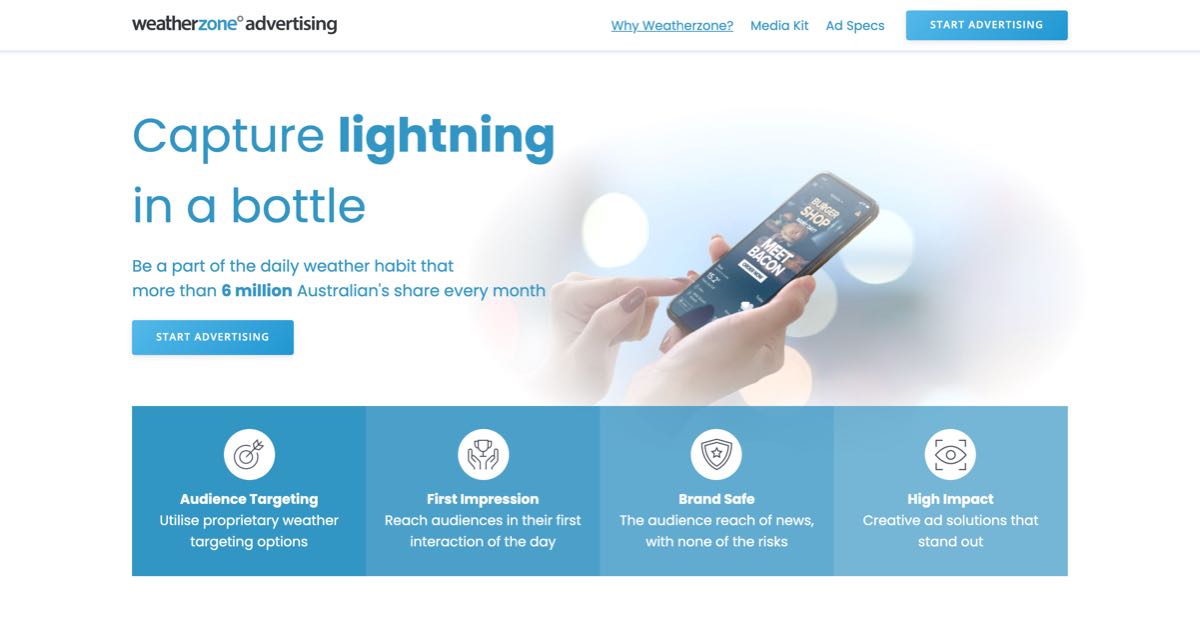 weatherzone° advertising
Why Weatherzone?
Media Kit
Ad Specs
START ADVERTISING
Capture lightning
in a bottle
Be a part of the daily weather habit that
more than 6 million Australian's share every month
START ADVERTISING
BURGER
SHOP
MEET
BACON
ORDER NOW
15.2°
Audience Targeting
Utilise proprietary weather
targeting options
First Impression
Reach audiences in their first
interaction of the day
Brand Safe
The audience reach of news,
with none of the risks
High Impact
Creative ad solutions that
stand out